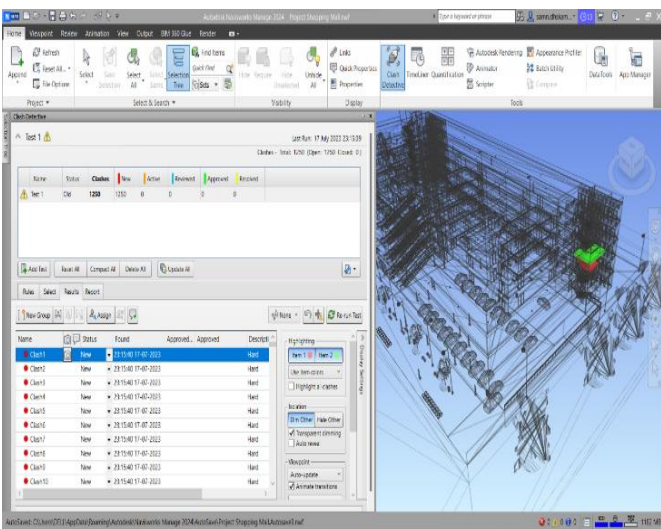 Autodesk Navisworks Manage 2024 Project Shopping Mall.nwf
Type a keyword or phrase
Home Viewpoint Review Animation View Output BIM 360 Glue Render
Append
Refresh
Reset All...
File Options
Project
Select
Save Selection
Select All
Select Same
Selection Tree
Find Items
Quick Find
Sets
Select & Search
Hide
Require
Hide Unselected
Unhide All
Visibility
Links
Quick Properties
Properties
Display
Clash Detective
TimeLiner
Quantification
Autodesk Rendering
Animator
Scripter
Appearance Profiler
Batch Utility
Compare
Tools
DataTools
App Manager
Clash Detective
Test 1
Last Run: 17 July 2023 23:15:39
Clashes - Total: 1250 (Open: 1250 Closed: 0)
Name Status Clashes New Active Reviewed Approved Resolved
Test 1 Old 1250 1250 0 0 0 0
Add Test Reset All Compact All Delete All Update All
Rules Select Results Report
New Group Assign None Re-run Test
Name Status Found Approved... Approved Descripti
Clash1 New 23:15:40 17-07-2023 Hard
Clash2 New 23:15:40 17-07-2023 Hard
Clash3 New 23:15:40 17-07-2023 Hard
Clash4 New 23:15:40 17-07-2023 Hard
Clash5 New 23:15:40 17-07-2023 Hard
Clash6 New 23:15:40 17-07-2023 Hard
Clash7 New 23:15:40 17-07-2023 Hard
Clash8 New 23:15:40 17-07-2023 Hard
Clash9 New 23:15:40 17-07-2023 Hard
Clash10 New 23:15:40 17-07-2023 Hard
Highlighting
Item 1 Item 2
Use item colors
Highlight all clashes
Isolation
Dim Other Hide Other
Transparent dimming
Auto reveal
Viewpoint
Auto-update
Animate transitions
Display Settings